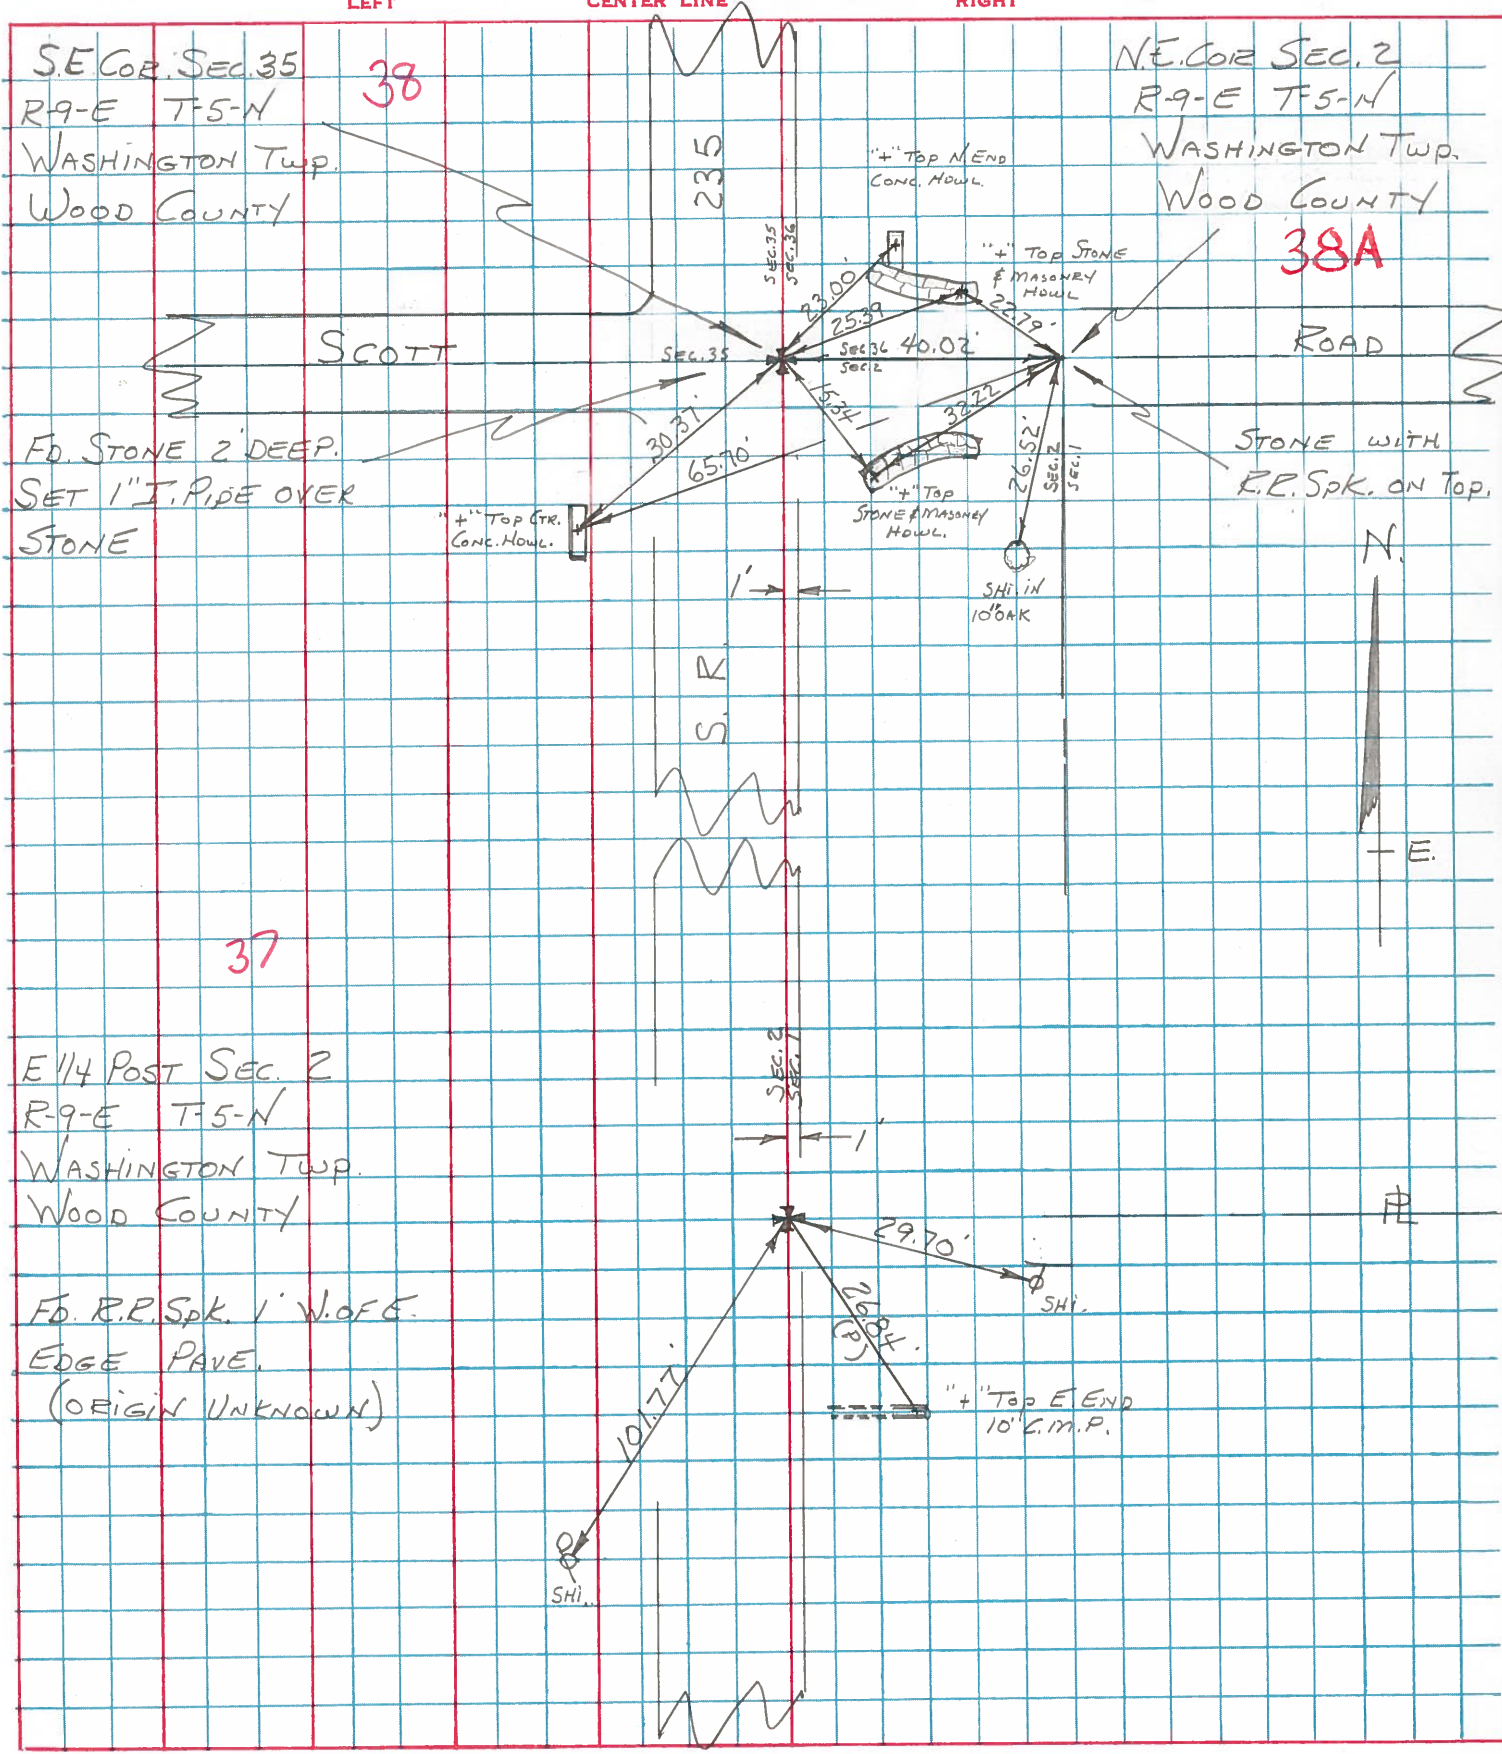 LEFT CENTER LINE RIGHT
S.E. COR. SEC. 35
R-9-E T-5-N
WASHINGTON TWP.
WOOD COUNTY
38
N.E. COR SEC. 2
R-9-E T-5-N
WASHINGTON TWP.
WOOD COUNTY
38A
235
SEC. 35
SEC. 36
"+" TOP N. END
CONC. HDWL.
"+" TOP STONE
& MASONRY
HDWL
23.00'
25.39
22.79'
SCOTT
SEC. 35
SEC. 36
SEC. 2
40.02'
ROAD
15.34'
32.22
30.37'
65.70'
26.52'
SEC. 2
SEC. 1
FD. STONE 2' DEEP.
SET 1" I. PIPE OVER
STONE
STONE WITH
R.R. SPK. ON TOP.
"+" TOP CTR.
CONC. HDWL.
"+" TOP
STONE & MASONRY
HDWL.
SHI. IN
10" OAK
1'
S. R.
N.
E.
37
SEC. 2
SEC. 1
E 1/4 POST SEC. 2
R-9-E T-5-N
WASHINGTON TWP.
WOOD COUNTY
1'
PL
29.70'
SHI.
26.84'
(P)
FD. R.R. SPK. 1' W. OF E.
EDGE PAVE.
(ORIGIN UNKNOWN)
101.77'
"+" TOP E. END
10" C.M.P.
SHI.